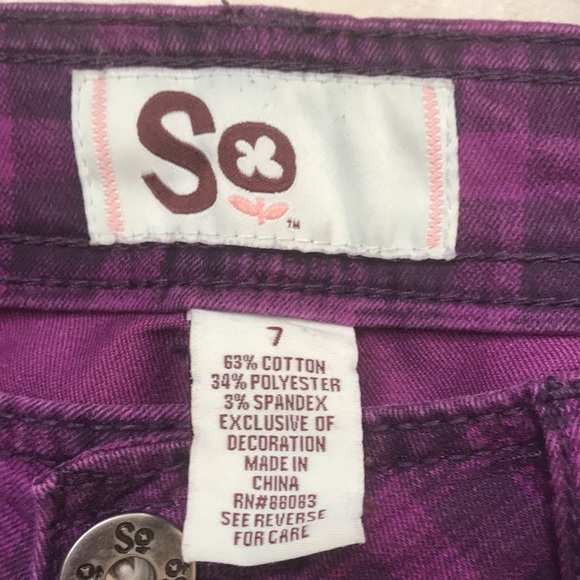 So
TM
7
63% COTTON
34% POLYESTER
3% SPANDEX
EXCLUSIVE OF
DECORATION
MADE IN
CHINA
RN#88083
SEE REVERSE
FOR CARE
So